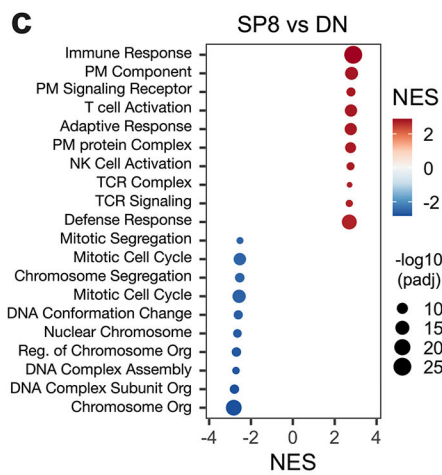 C
SP8 vs DN
Immune Response
PM Component
PM Signaling Receptor
T cell Activation
Adaptive Response
PM protein Complex
NK Cell Activation
TCR Complex
TCR Signaling
Defense Response
Mitotic Segregation
Mitotic Cell Cycle
Chromosome Segregation
Mitotic Cell Cycle
DNA Conformation Change
Nuclear Chromosome
Reg. of Chromosome Org
DNA Complex Assembly
DNA Complex Subunit Org
Chromosome Org
-4 -2 0 2 4
NES
NES
2
0
-2
-log10
(padj)
10
15
20
25